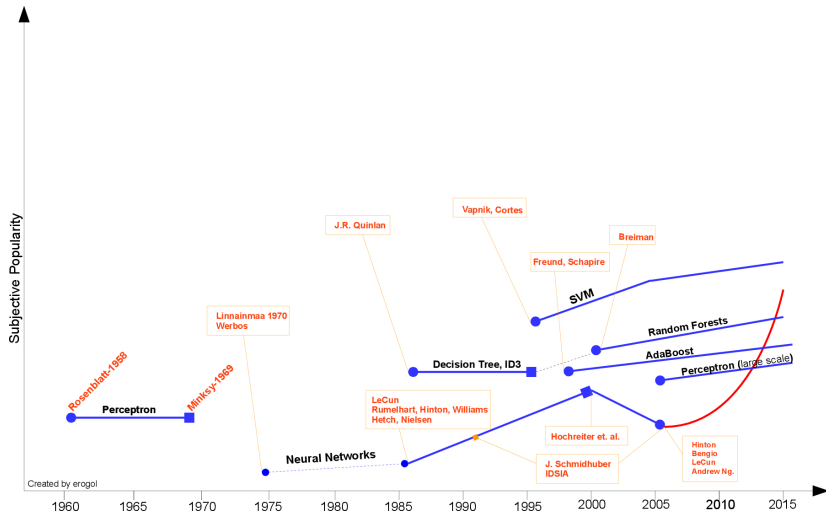 Subjective Popularity
Vapnik, Cortes
J.R. Quinlan
Breiman
Freund, Schapire
SVM
Linnainmaa 1970
Werbos
Random Forests
AdaBoost
Decision Tree, ID3
Perceptron (large scale)
Rosenblatt-1958
Minksy-1969
Perceptron
LeCun
Rumelhart, Hinton, Williams
Hetch, Nielsen
Hochreiter et. al.
Neural Networks
J. Schmidhuber
IDSIA
Hinton
Bengio
LeCun
Andrew Ng.
Created by erogol
1960 1965 1970 1975 1980 1985 1990 1995 2000 2005 2010 2015